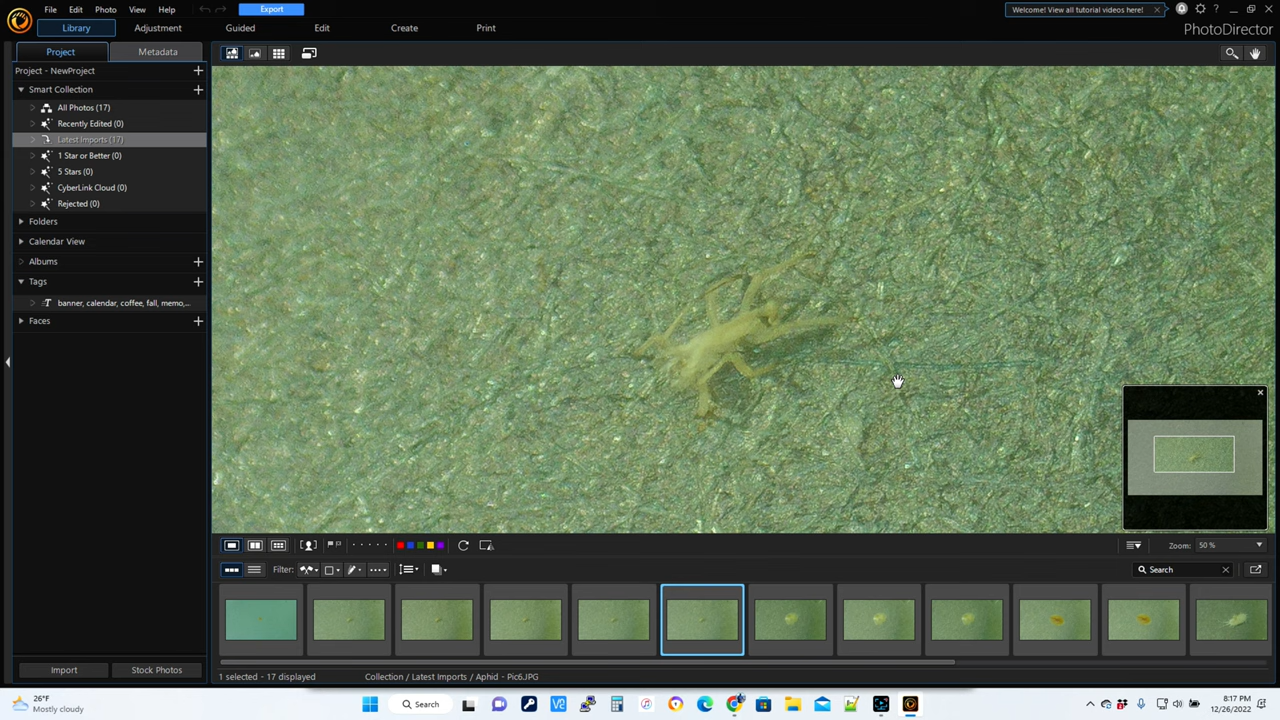 File Edit Photo View Help Export Welcome! View all tutorial videos here!
Library Adjustment Guided Edit Create Print PhotoDirector
Project Metadata
Project - NewProject
Smart Collection
All Photos (17)
Recently Edited (0)
Latest Imports (17)
1 Star or Better (0)
5 Stars (0)
CyberLink Cloud (0)
Rejected (0)
Folders
Calendar View
Albums
Tags
banner, calendar, coffee, fall, memo,...
Faces
Zoom: 50 %
Filter: Search
Import Stock Photos
1 selected - 17 displayed Collection / Latest Imports / Aphid - Pic6.JPG
26°F
Mostly cloudy
Search
8:17 PM
12/26/2022